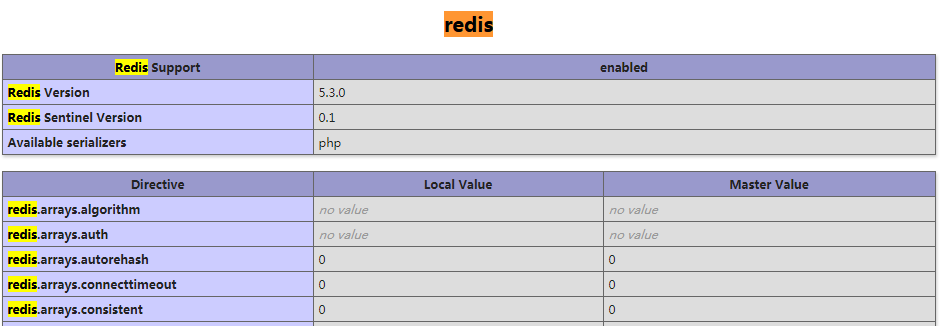 redis
Redis Support enabled
Redis Version 5.3.0
Redis Sentinel Version 0.1
Available serializers php
Directive Local Value Master Value
redis.arrays.algorithm no value no value
redis.arrays.auth no value no value
redis.arrays.autorehash 0 0
redis.arrays.connecttimeout 0 0
redis.arrays.consistent 0 0